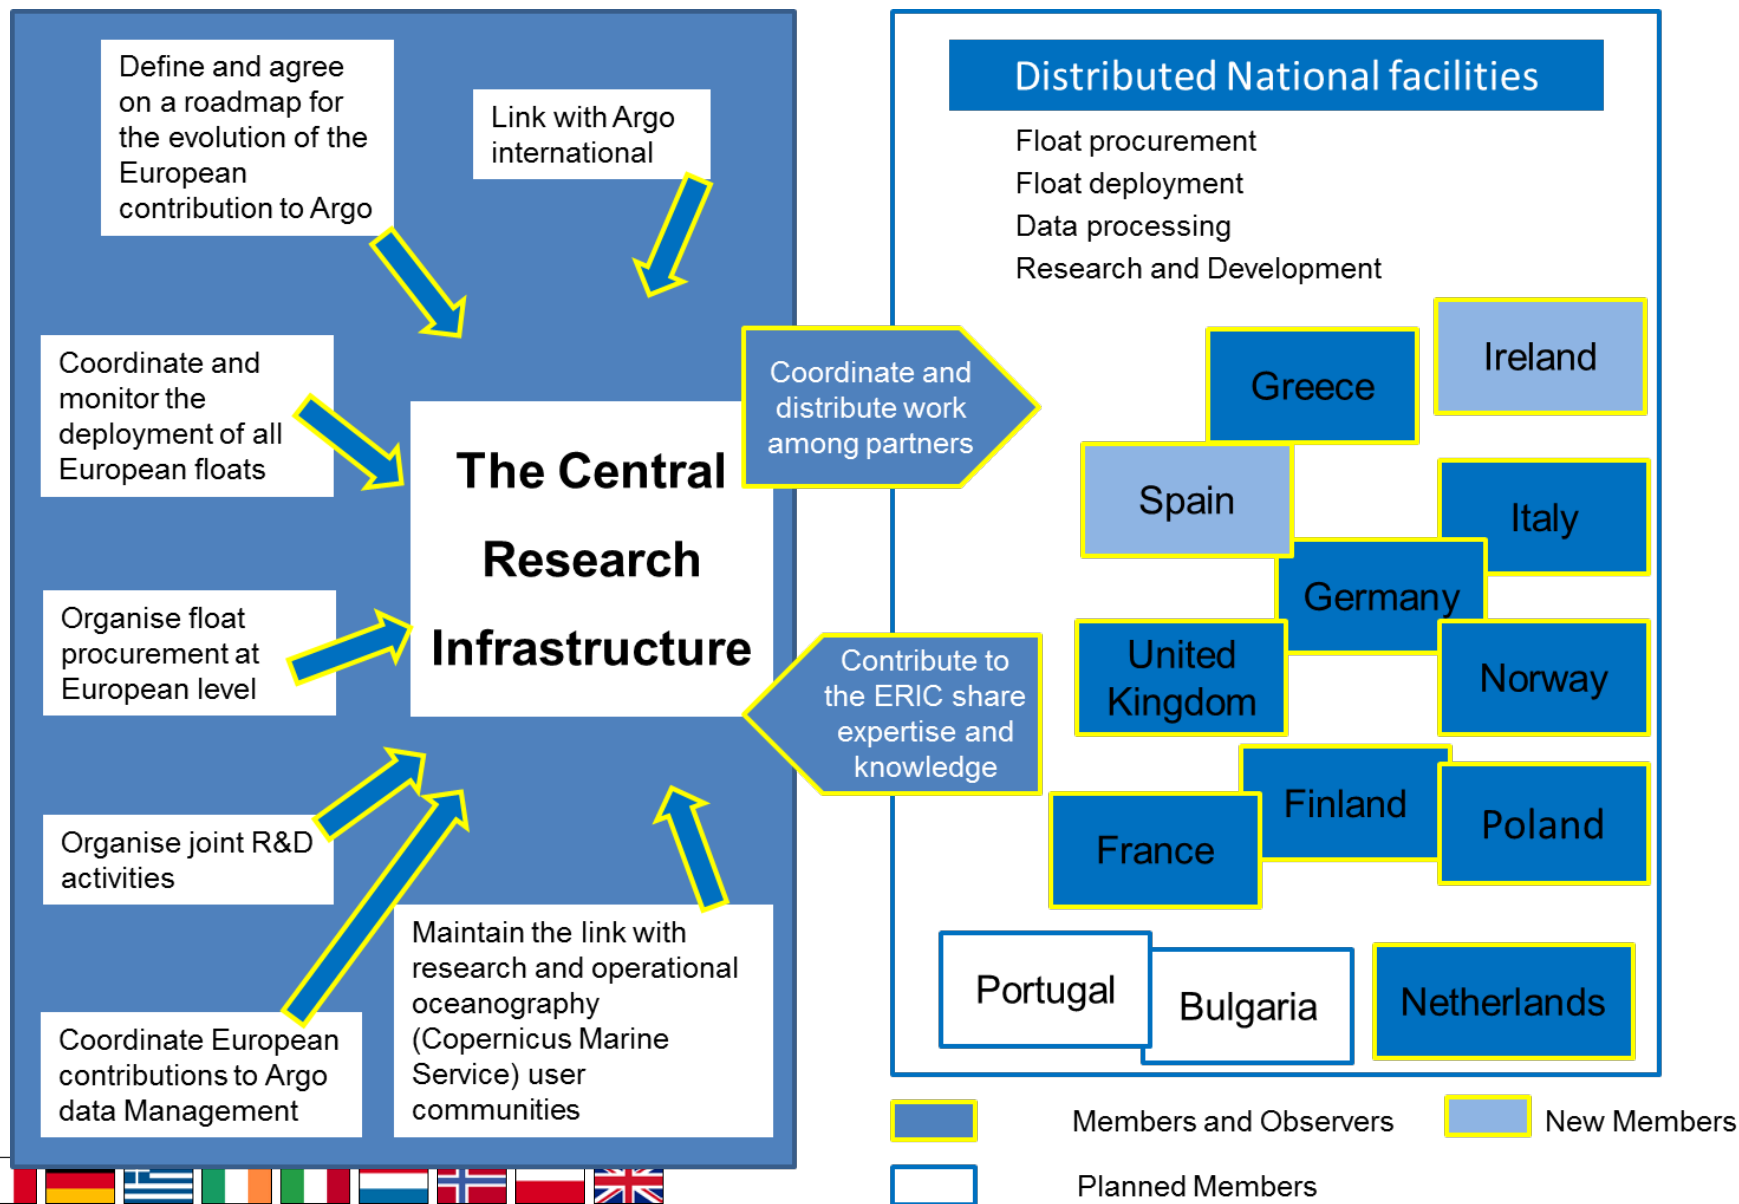 Define and agree
on a roadmap for
the evolution of the
European
contribution to Argo
Link with Argo
international
Coordinate and
monitor the
deployment of all
European floats
Organise float
procurement at
European level
Organise joint R&D
activities
Coordinate European
contributions to Argo
data Management
Maintain the link with
research and operational
oceanography
(Copernicus Marine
Service) user
communities
The Central
Research
Infrastructure
Coordinate and
distribute work
among partners
Contribute to
the ERIC share
expertise and
knowledge
Distributed National facilities
Float procurement
Float deployment
Data processing
Research and Development
Ireland
Greece
Spain
Italy
Germany
United
Kingdom
Norway
Finland
Poland
France
Portugal
Bulgaria
Netherlands
Members and Observers
New Members
Planned Members